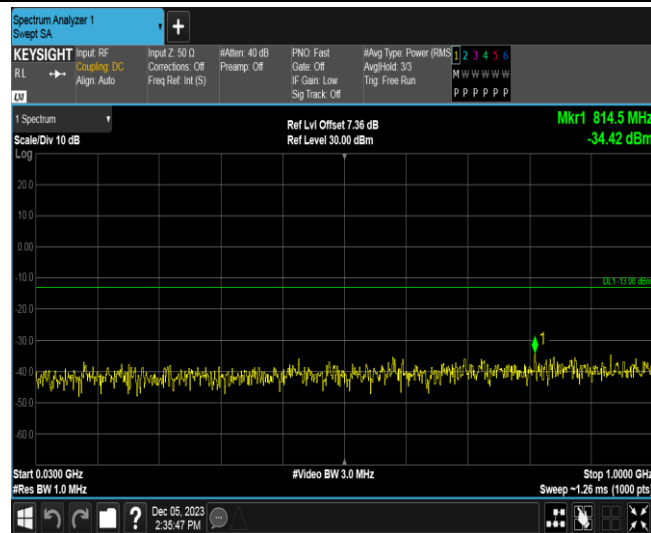 Spectrum Analyzer 1
Swept SA
+
KEYSIGHT
RL
LXI
Input: RF
Coupling: DC
Align: Auto
Input Z: 50 Ω
Corrections: Off
Freq Ref: Int (S)
#Atten: 40 dB
Preamp: Off
PNO: Fast
Gate: Off
IF Gain: Low
Sig Track: Off
#Avg Type: Power (RMS
Avg|Hold: 3/3
Trig: Free Run
1 2 3 4 5 6
M W W W W W
P P P P P P
1 Spectrum
Scale/Div 10 dB
Log
Ref Lvl Offset 7.36 dB
Ref Level 30.00 dBm
Mkr1 814.5 MHz
-34.42 dBm
20.0
10.0
0.00
-10.0
DL1 -13.00 dBm
-20.0
-30.0
1
-40.0
-50.0
-60.0
Start 0.0300 GHz
#Res BW 1.0 MHz
#Video BW 3.0 MHz
Stop 1.0000 GHz
Sweep ~1.26 ms (1000 pts)
?
Dec 05, 2023
2:35:47 PM